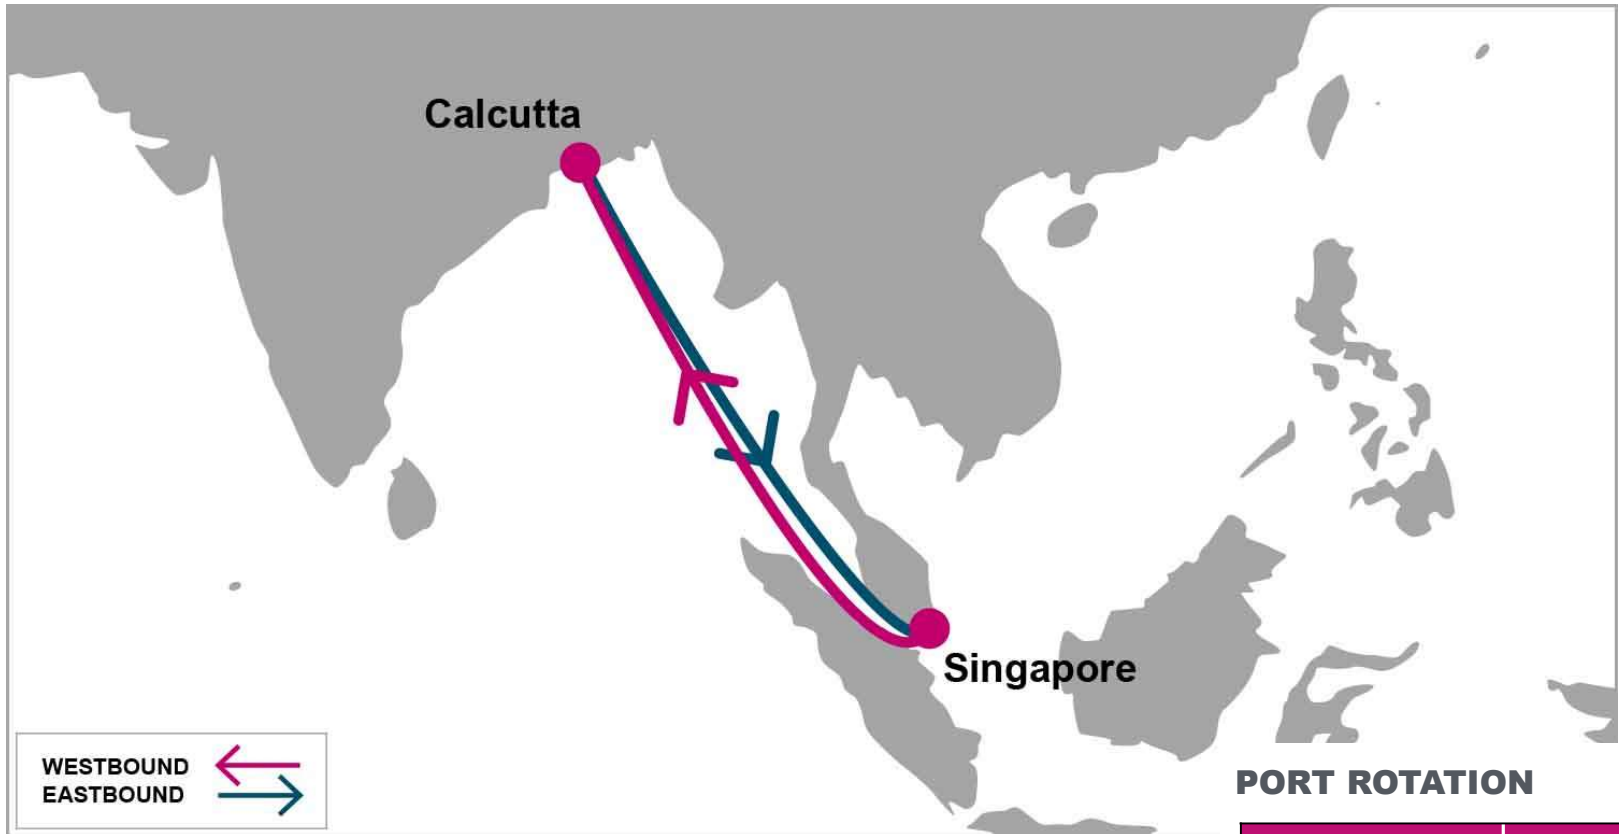 Calcutta
Singapore
WESTBOUND
EASTBOUND
PORT ROTATION